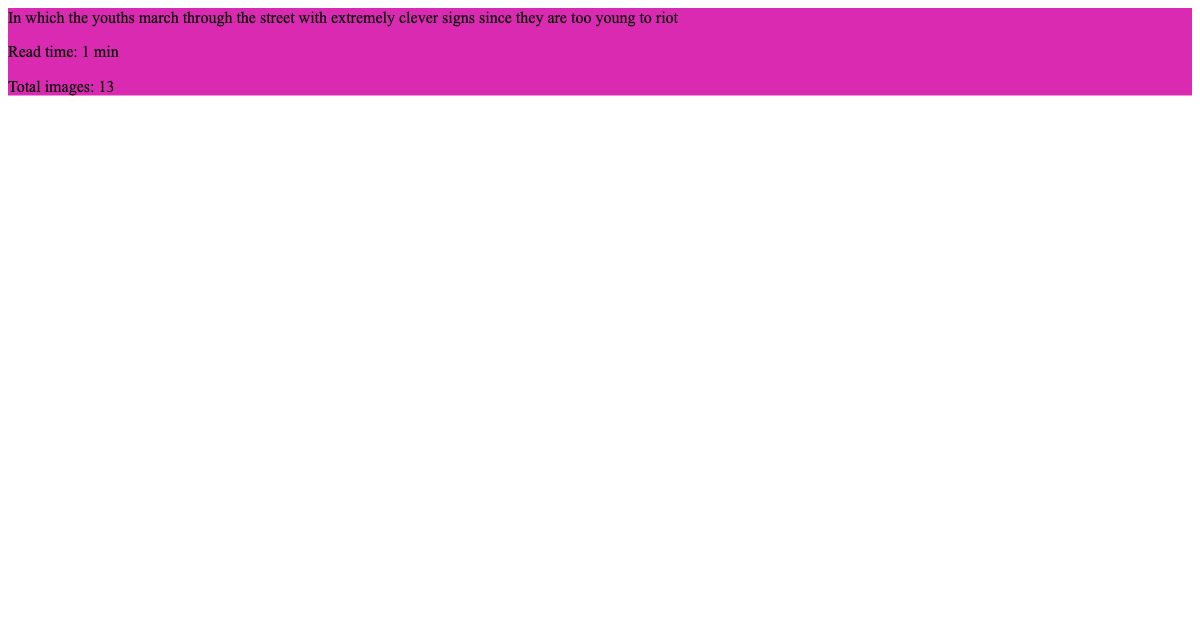 In which the youths march through the street with extremely clever signs since they are too young to riot
Read time: 1 min
Total images: 13